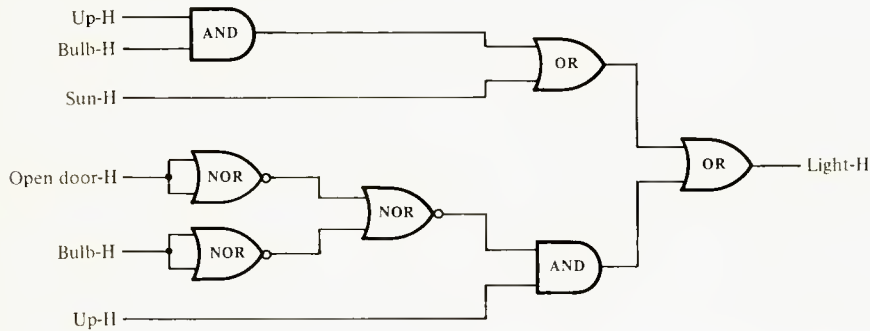 Up-H
AND
Bulb-H
OR
Sun-H
OR
Light-H
Open door-H
NOR
NOR
Bulb-H
NOR
AND
Up-H